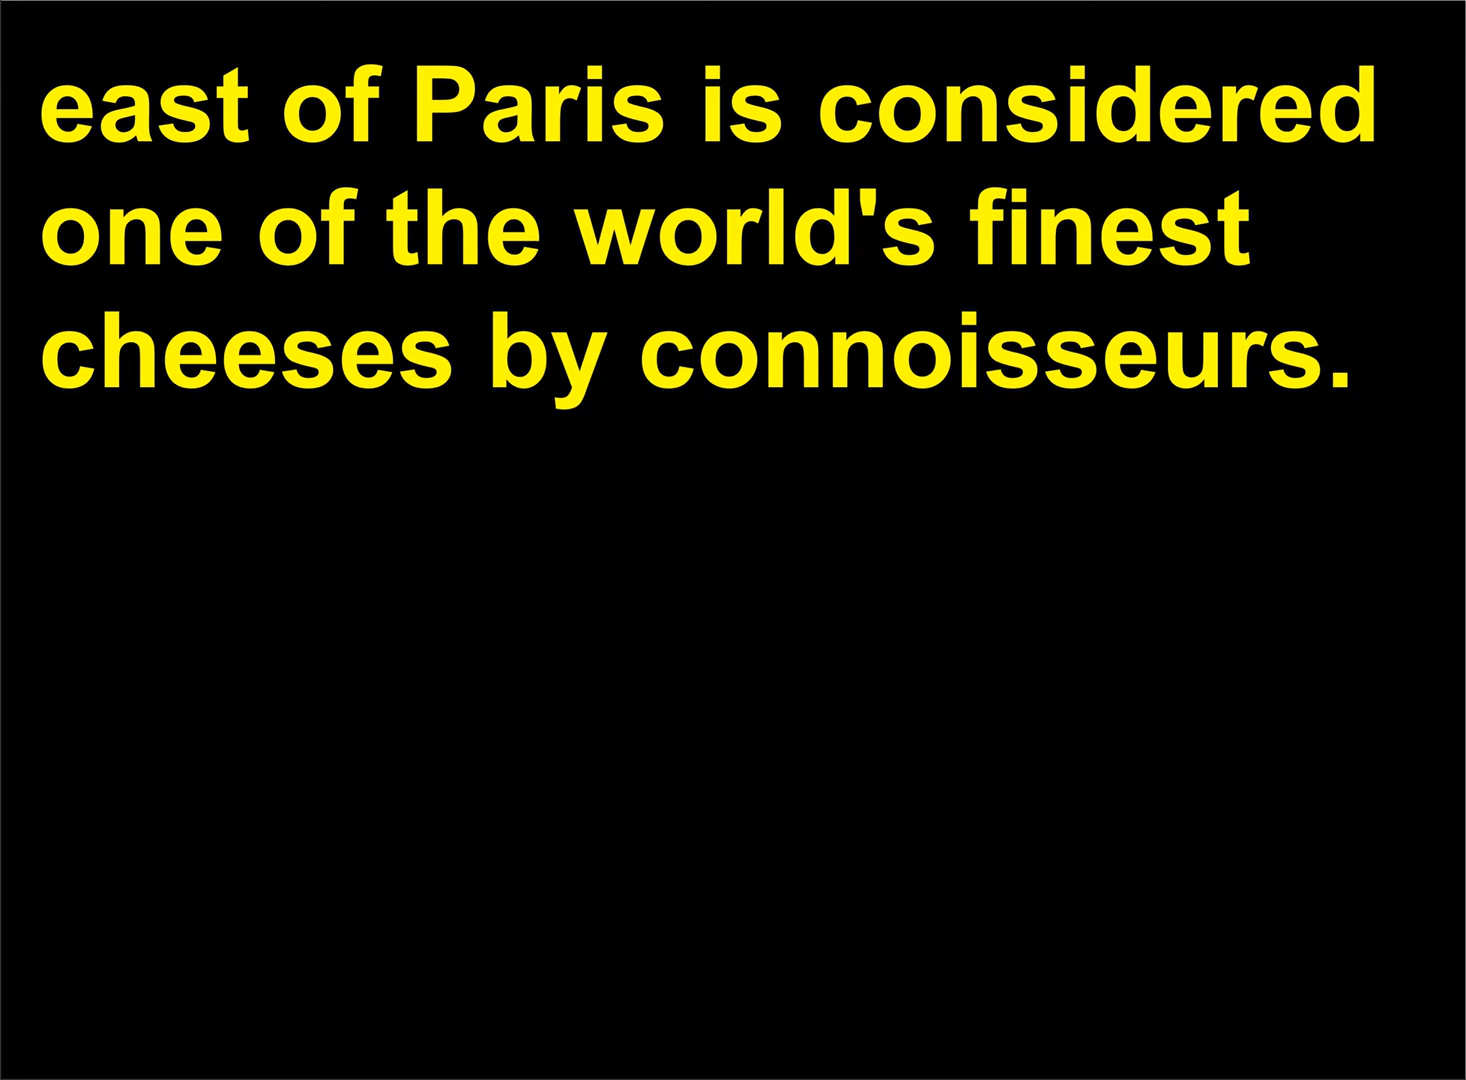 east of Paris is considered
one of the world's finest
cheeses by connoisseurs.